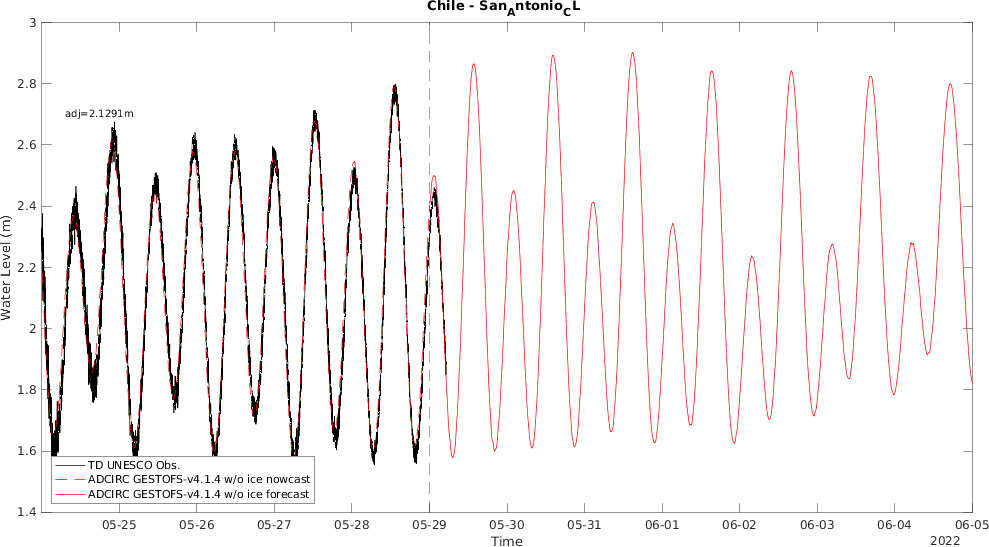 Chile - SanAntonioCL
3
2.8
adj=2.1291m
2.6
2.4
2.2
2
1.8
1.6
1.4
Water Level (m)
TD UNESCO Obs.
ADCIRC GESTOFS-v4.1.4 w/o ice nowcast
ADCIRC GESTOFS-v4.1.4 w/o ice forecast
05-25 05-26 05-27 05-28 05-29 05-30 05-31 06-01 06-02 06-03 06-04 06-05
Time
2022